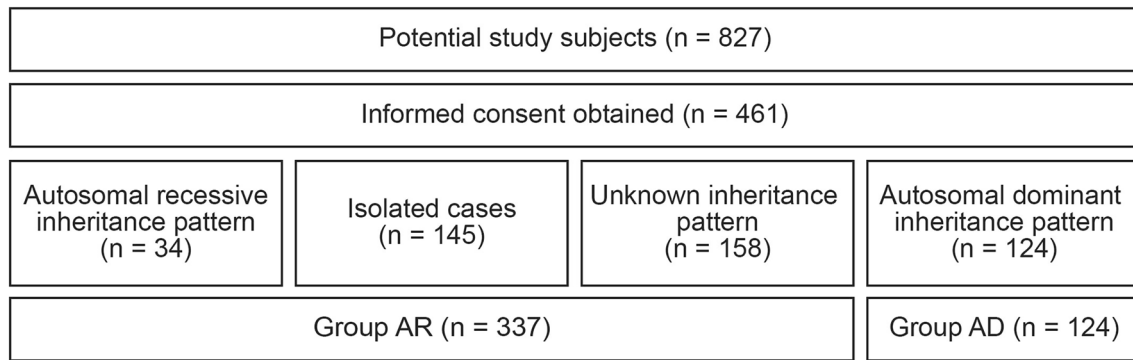 Potential study subjects (n = 827)
Informed consent obtained (n = 461)
Autosomal recessive
inheritance pattern
(n = 34)
Isolated cases
(n = 145)
Unknown inheritance
pattern
(n = 158)
Autosomal dominant
inheritance pattern
(n = 124)
Group AR (n = 337)
Group AD (n = 124)